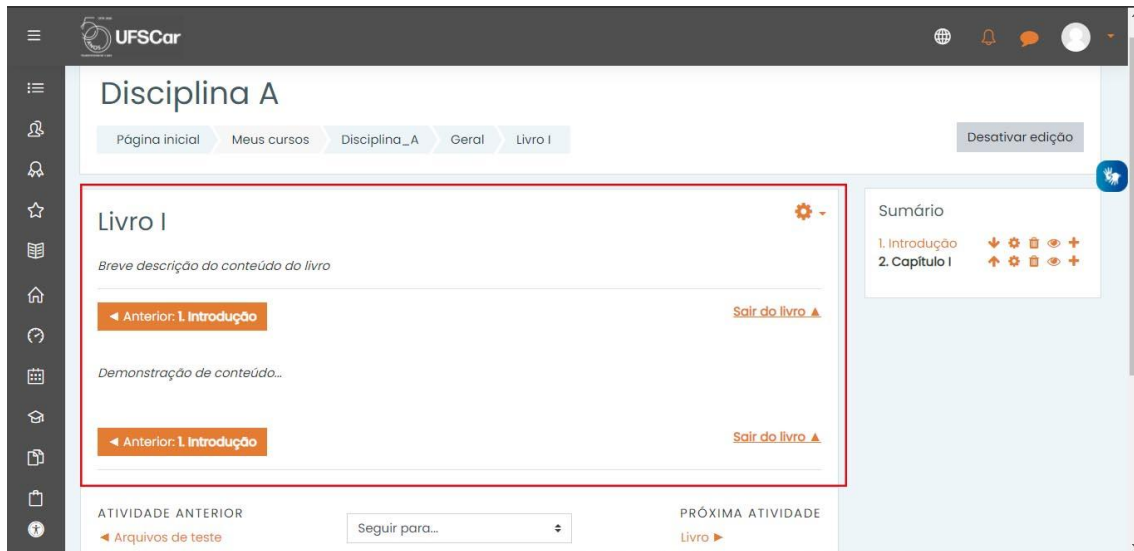 UFSCar
Disciplina A
Página inicial Meus cursos Disciplina_A Geral Livro I
Desativar edição
Livro I
Breve descrição do conteúdo do livro
◄ Anterior: 1. Introdução
Sair do livro ▲
Demonstração de conteúdo...
◄ Anterior: 1. Introdução
Sair do livro ▲
ATIVIDADE ANTERIOR
◄ Arquivos de teste
Seguir para...
PRÓXIMA ATIVIDADE
Livro ►
Sumário
1. Introdução
2. Capítulo I